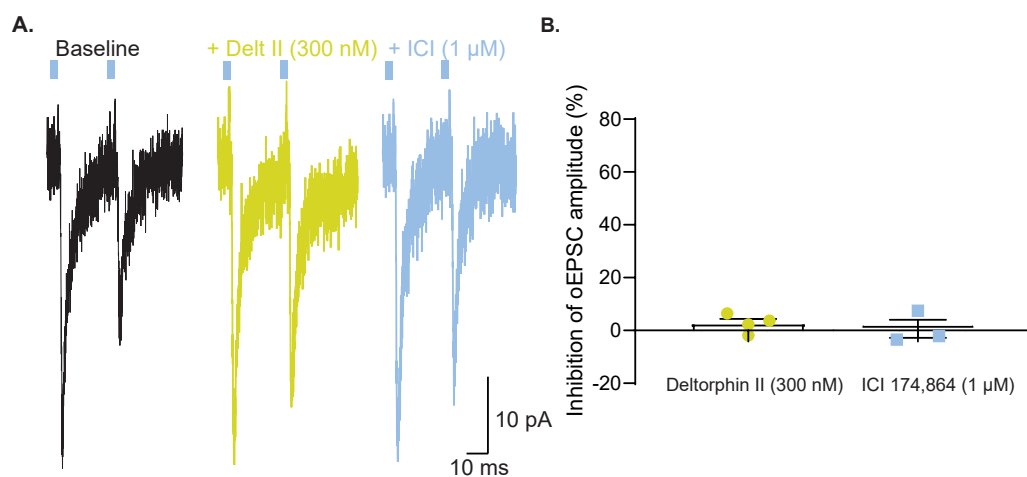 A.
Baseline
+ Delt II (300 nM)
+ ICI (1 µM)
10 pA
10 ms
B.
Inhibition of oEPSC amplitude (%)
80
60
40
20
0
-20
Deltorphin II (300 nM)
ICI 174,864 (1 µM)